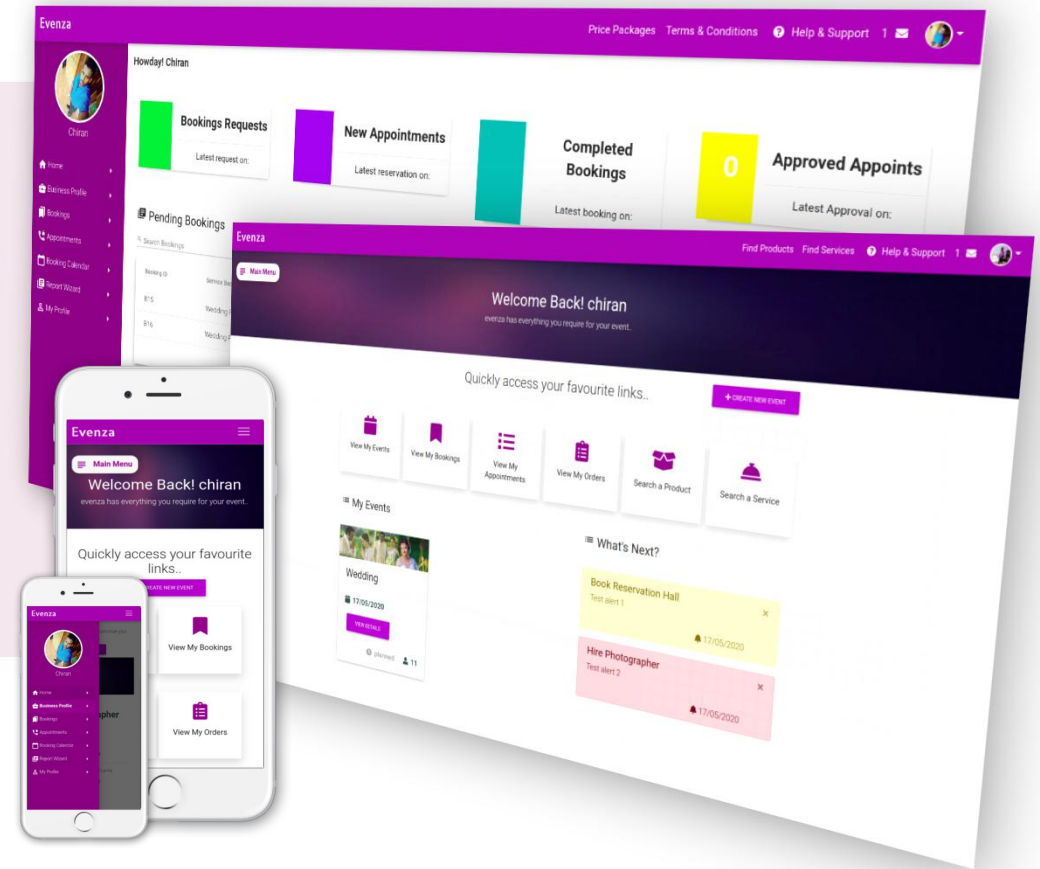 Evenza
Price Packages Terms & Conditions Help & Support 1
Chiran
Howday! Chiran
Home
Business Profile
Bookings
Appointments
Booking Calendar
Report Wizard
My Profile
Bookings Requests
Latest request on:
New Appointments
Latest reservation on:
Completed
Bookings
Latest booking on:
0
Approved Appoints
Latest Approval on:
Pending Bookings
Search Bookings
Booking ID
B15
Wedding
B16
Wedding
Evenza
Find Products Find Services Help & Support 1
Main Menu
Welcome Back! chiran
evenza has everything you require for your event..
Quickly access your favourite links..
CREATE NEW EVENT
View My Events
View My Bookings
View My
Appointments
View My Orders
Search a Product
Search a Service
My Events
Wedding
17/05/2020
VIEW DETAILS
planned 11
What's Next?
Book Reservation Hall
Test alert 1
17/05/2020
Hire Photographer
Test alert 2
17/05/2020
Evenza
Main Menu
Welcome Back! chiran
evenza has everything you require for your event..
Quickly access your favourite
links..
CREATE NEW EVENT
View My Bookings
View My Orders
Evenza
Chiran
Home
Business Profile
Bookings
Appointments
Booking Calendar
Report Wizard
My Profile